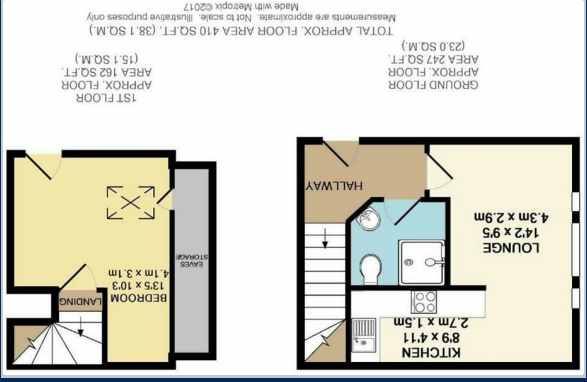 KITCHEN
8'9 x 4'11
2.7m x 1.5m
LOUNGE
14'2 x 9'5
4.3m x 2.9m
HALLWAY
GROUND FLOOR
APPROX. FLOOR
AREA 247 SQ.FT.
(23.0 SQ.M.)
LANDING
BEDROOM
13'5 x 10'3
4.1m x 3.1m
EAVES
STORAGE
1ST FLOOR
APPROX. FLOOR
AREA 162 SQ.FT.
(15.1 SQ.M.)
TOTAL APPROX. FLOOR AREA 410 SQ.FT. (38.1 SQ.M.)
Measurements are approximate. Not to scale. Illustrative purposes only
Made with Metropix ©2017